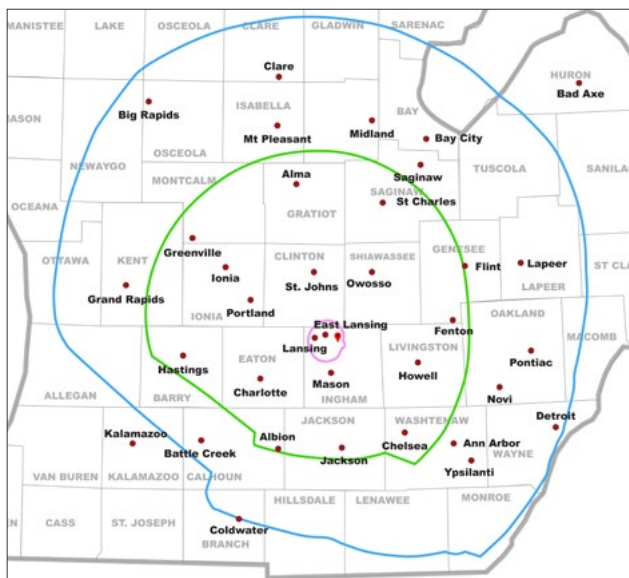 MANISTEE
LAKE
OSCEOLA
CLARE
GLADWIN
SARENAC
Clare
HURON
Bad Axe
Big Rapids
ISABELLA
BAY
MASON
Mt Pleasant
Midland
Bay City
OSCEOLA
NEWAYGO
MONTCALM
Saginaw
TUSCOLA
SANILAC
Alma
SAGINAW
St Charles
OCEANA
GRATIOT
Greenville
OTTAWA
KENT
CLINTON
SHIAWASSEE
GENESEE
Ionia
St. Johns
Owosso
Flint
Lapeer
ST CL
Grand Rapids
LAPEER
Portland
IONIA
OAKLAND
East Lansing
Fenton
MACOMB
Lansing
LIVINGSTON
Hastings
EATON
Pontiac
Charlotte
Mason
Howell
ALLEGAN
BARRY
INGHAM
Novi
JACKSON
WASHTENAW
Detroit
Kalamazoo
Battle Creek
Albion
Jackson
Chelsea
Ann Arbor
WAYNE
Ypsilanti
VAN BUREN
KALAMAZOO
CALHOUN
HILLSDALE
LENAWEE
MONROE
CASS
ST. JOSEPH
Coldwater
BRANCH